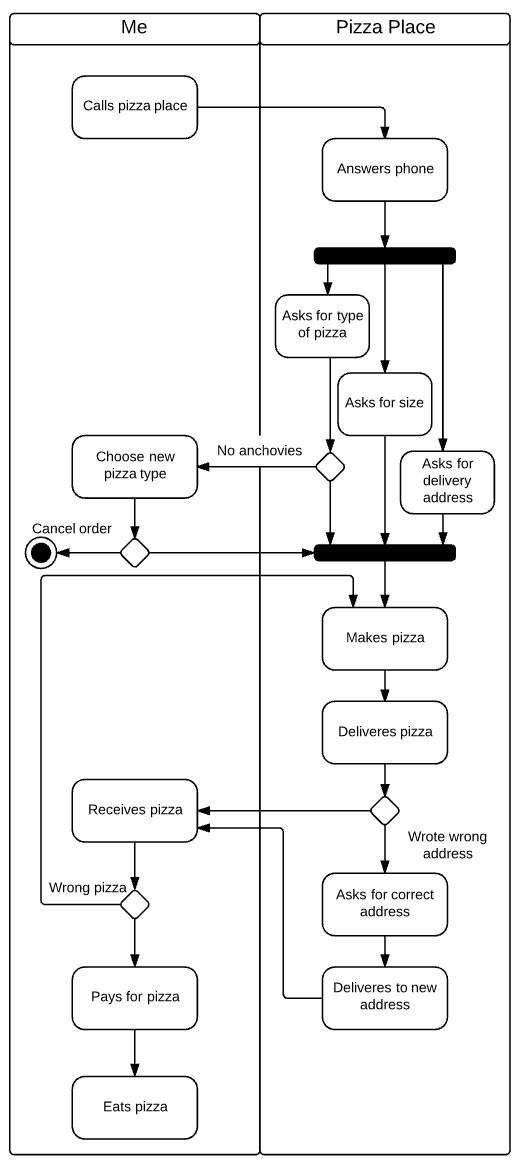 Me
Pizza Place
Calls pizza place
Answers phone
Asks for type
of pizza
Asks for size
No anchovies
Choose new
pizza type
Asks for
delivery
address
Cancel order
Makes pizza
Deliveres pizza
Receives pizza
Wrote wrong
address
Wrong pizza
Asks for correct
address
Pays for pizza
Deliveres to new
address
Eats pizza